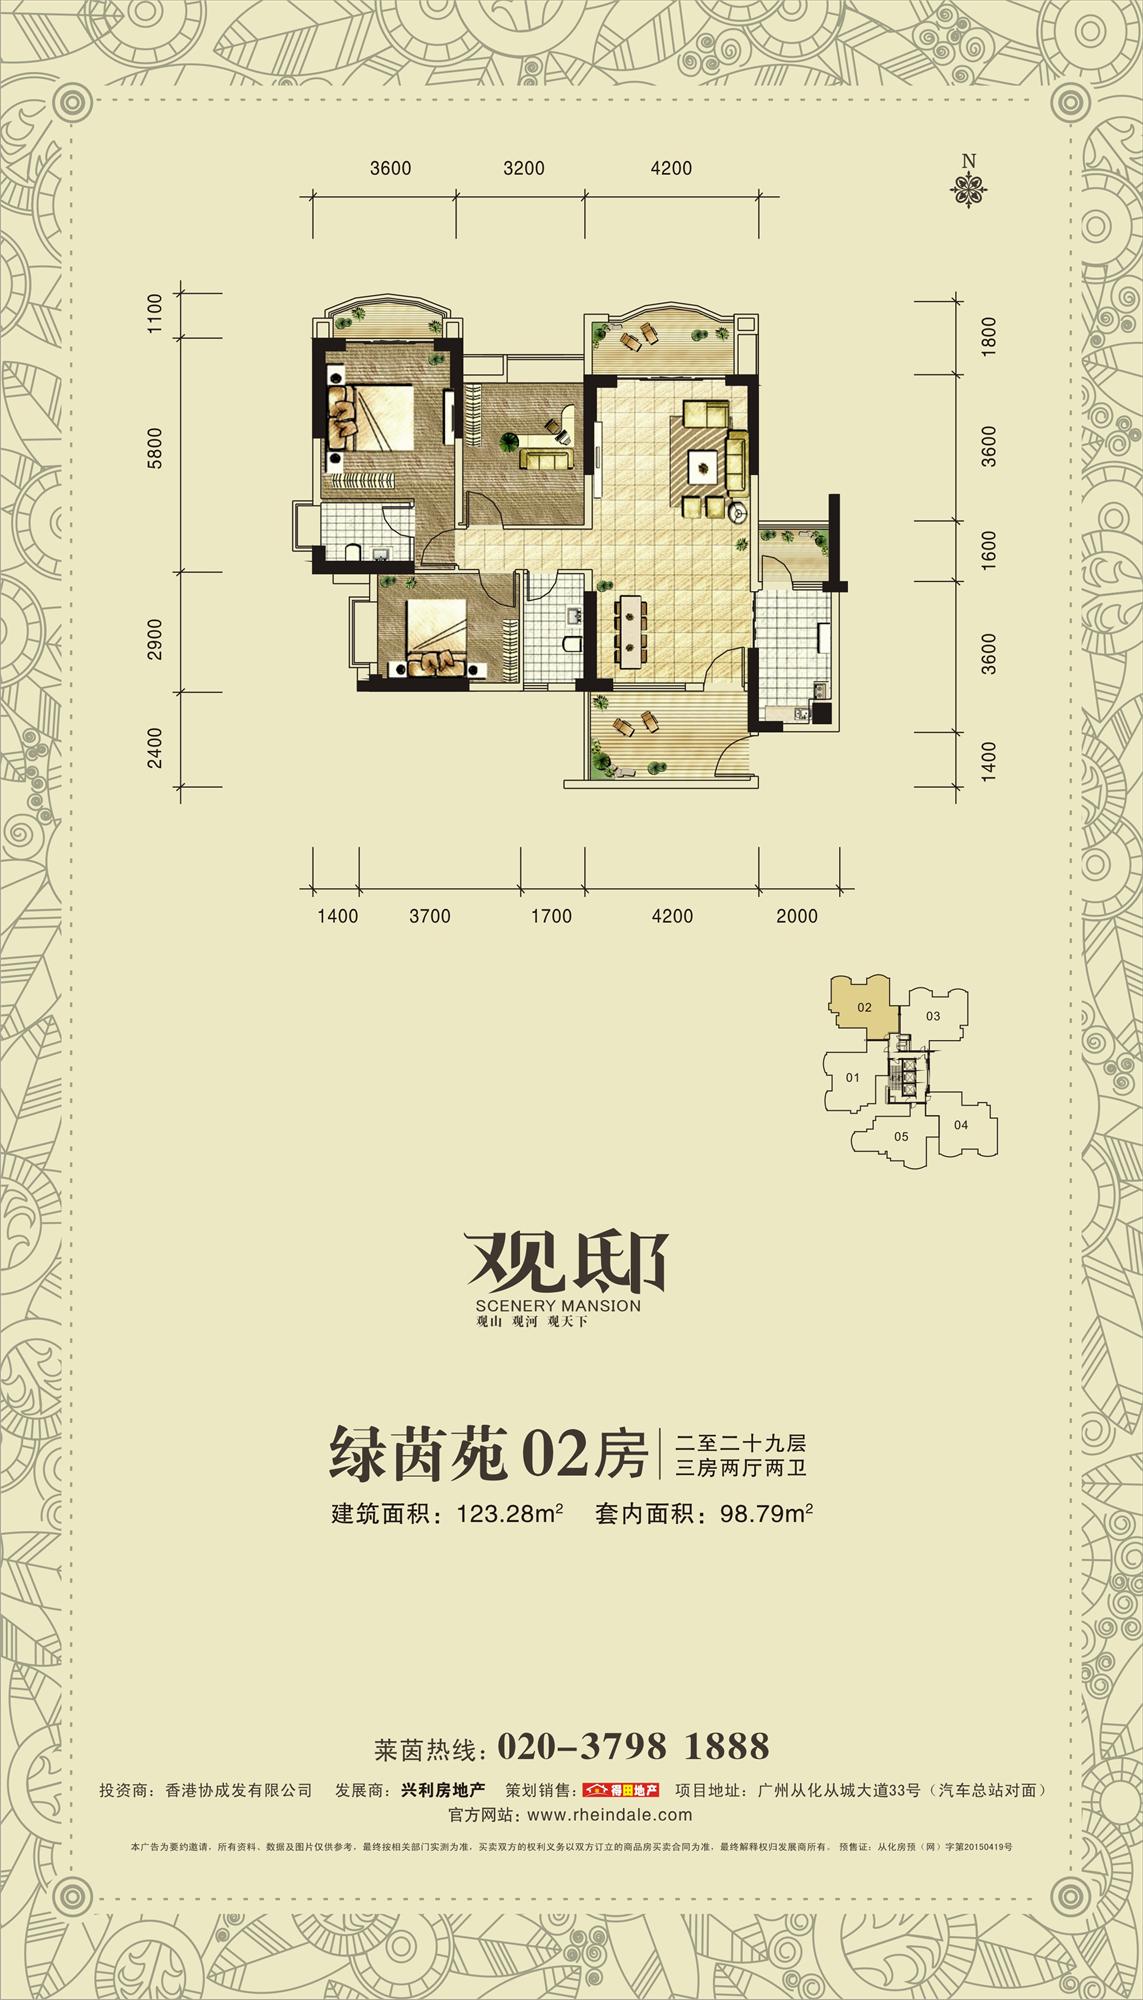 3600 3200 4200
N
1100
5800
2900
2400
1800
3600
1600
3600
1400
1400 3700 1700 4200 2000
02
03
01
04
05
观邸
SCENERY MANSION
观山 观河 观天下
绿茵苑 02房 二至二十九层
三房两厅两卫
建筑面积：123.28m² 套内面积：98.79m²
莱茵热线：020-3798 1888
投资商：香港协成发有限公司 发展商：兴利房地产 策划销售：得田地产 项目地址：广州从化从城大道33号（汽车总站对面）
官方网站：www.rheindale.com
本广告为要约邀请，所有资料、数据及图片仅供参考，最终按相关部门实测为准，买卖双方的权利义务以双方订立的商品房买卖合同为准，最终解释权归发展商所有。 预售证：从化房预（网）字第20150419号